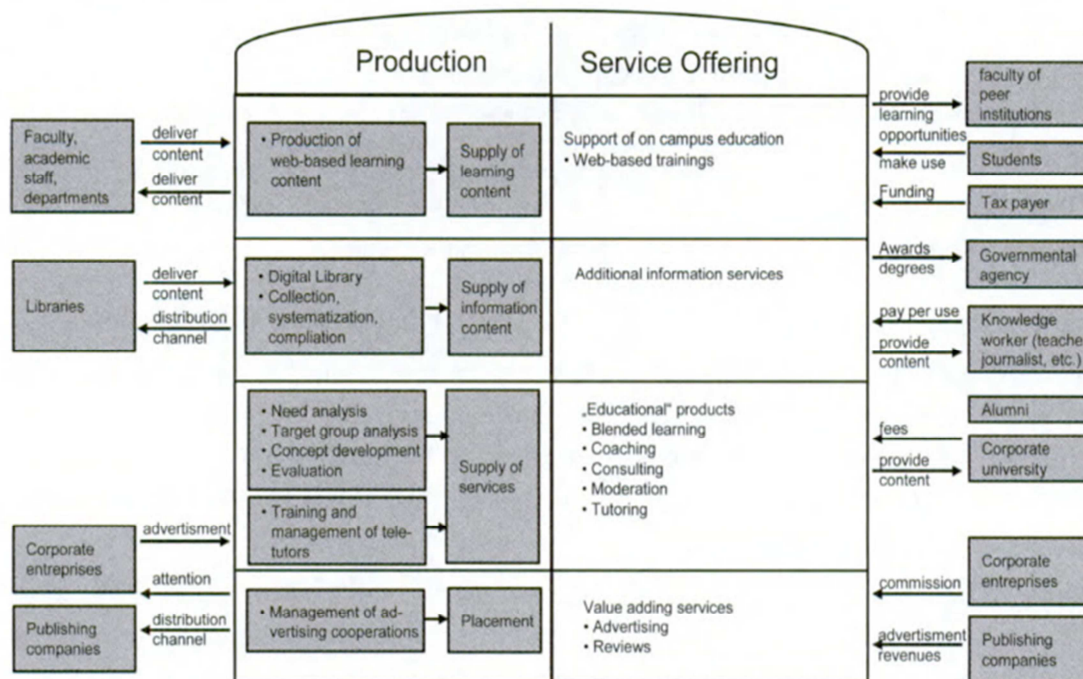 Production
Service Offering
Faculty,
academic
staff,
departments
deliver
content
deliver
content
• Production of
web-based learning
content
Supply of
learning
content
Support of on campus education
• Web-based trainings
provide
learning
opportunities
make use
Funding
faculty of
peer
institutions
Students
Tax payer
Libraries
deliver
content
distribution
channel
• Digital Library
• Collection,
systematization,
compliation
Supply of
information
content
Additional information services
Awards
degrees
pay per use
provide
content
Governmental
agency
Knowledge
worker (teache
journalist, etc.)
• Need analysis
• Target group analysis
• Concept development
• Evaluation
• Training and
management of tele-
tutors
Supply of
services
„Educational“ products
• Blended learning
• Coaching
• Consulting
• Moderation
• Tutoring
fees
provide
content
Alumni
Corporate
university
Corporate
entreprises
advertisment
attention
Publishing
companies
distribution
channel
• Management of ad-
vertising cooperations
Placement
Value adding services
• Advertising
• Reviews
commission
advertisment
revenues
Corporate
entreprises
Publishing
companies